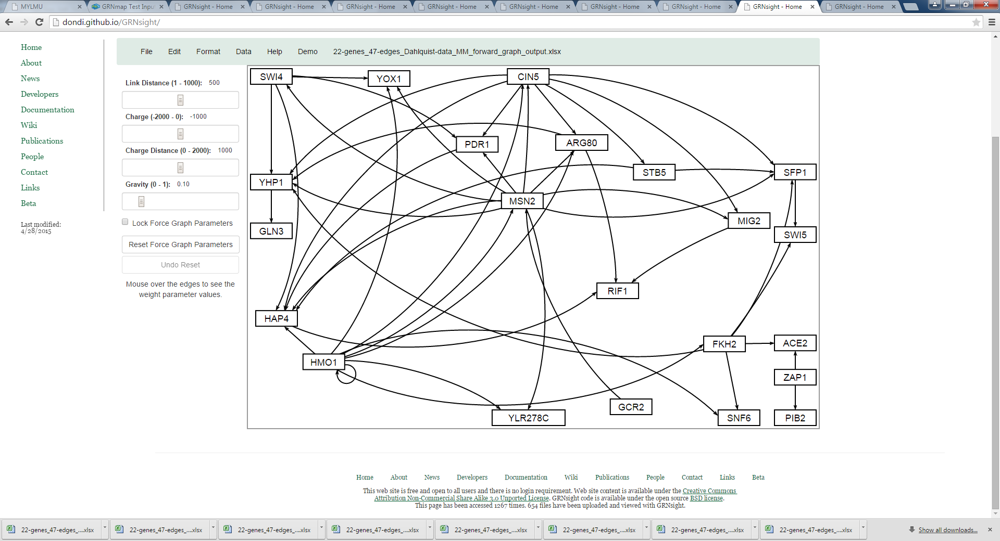 MYLMU
GRNmap Test Inpu
GRNsight - Home
GRNsight - Home
GRNsight - Home
GRNsight - Home
GRNsight - Home
GRNsight - Home
GRNsight - Home
GRNsight - Home
GRNsight - Home
dondi.github.io/GRNsight/
Home
About
News
Developers
Documentation
Wiki
Publications
People
Contact
Links
Beta
Last modified:
4/28/2015
File Edit Format Data Help Demo 22-genes_47-edges_Dahlquist-data_MM_forward_graph_output.xlsx
Link Distance (1 - 1000): 500
Charge (-2000 - 0): -1000
Charge Distance (0 - 2000): 1000
Gravity (0 - 1): 0.10
Lock Force Graph Parameters
Reset Force Graph Parameters
Undo Reset
Mouse over the edges to see the
weight parameter values.
SWI4
YOX1
CIN5
PDR1
ARG80
STB5
SFP1
YHP1
MSN2
MIG2
GLN3
SWI5
RIF1
HAP4
FKH2
ACE2
HMO1
ZAP1
GCR2
YLR278C
SNF6
PIB2
Home About News Developers Documentation Wiki Publications People Contact Links Beta
This web site is free and open to all users and there is no login requirement. Web site content is available under the Creative Commons
Attribution Non-Commercial Share Alike 3.0 Unported License. GRNsight code is available under the open source BSD license.
This page has been accessed 1267 times. 654 files have been uploaded and viewed with GRNsight.
22-genes_47-edges_....xlsx
22-genes_47-edges_....xlsx
22-genes_47-edges_....xlsx
22-genes_47-edges_....xlsx
22-genes_47-edges_....xlsx
22-genes_47-edges_....xlsx
22-genes_47-edges_....xlsx
22-genes_47-edges_....xlsx
Show all downloads...